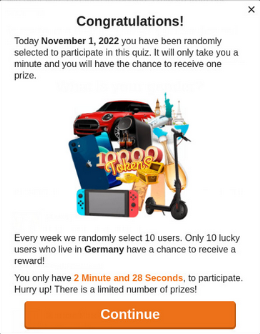 Congratulations!
Today November 1, 2022 you have been randomly
selected to participate in this quiz. It will only take you a
minute and you will have the chance to receive one
prize.
10000
Tokens
Every week we randomly select 10 users. Only 10 lucky
users who live in Germany have a chance to receive a
reward!
You only have 2 Minute and 28 Seconds, to participate.
Hurry up! There is a limited number of prizes!
Continue